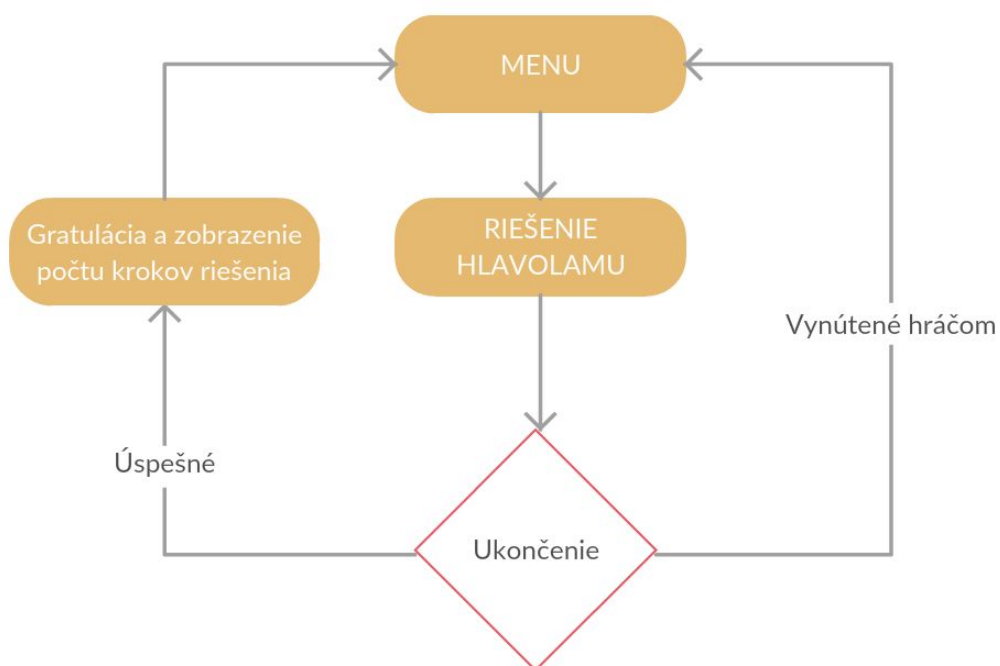 MENU
Gratulácia a zobrazenie
počtu krokov riešenia
RIEŠENIE
HLAVOLAMU
Vynútené hráčom
Úspešné
Ukončenie